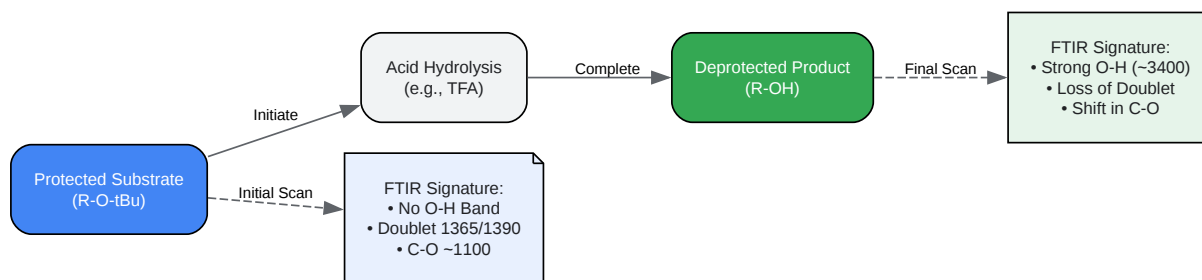 Protected Substrate
(R-O-tBu)
Initiate
Initial Scan
Acid Hydrolysis
(e.g., TFA)
FTIR Signature:
• No O-H Band
• Doublet 1365/1390
• C-O ~1100
Complete
Deprotected Product
(R-OH)
Final Scan
FTIR Signature:
• Strong O-H (~3400)
• Loss of Doublet
• Shift in C-O